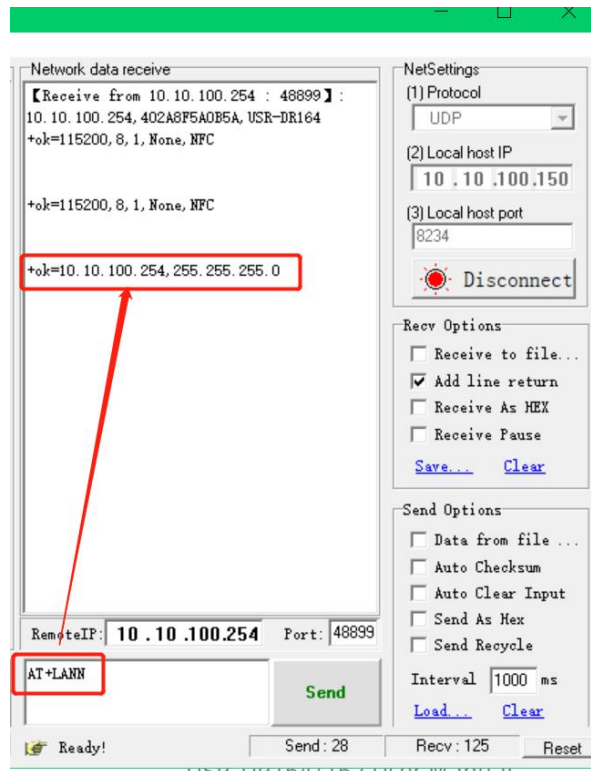 Network data receive
【Receive from 10.10.100.254 : 48899】:
10.10.100.254,402A8F5A0B5A,USR-DR164
+ok=115200,8,1,None,NFC
+ok=115200,8,1,None,NFC
+ok=10.10.100.254,255.255.255.0
RemoteIP: 10 .10 .100.254 Port: 48899
AT+LANN
Send
NetSettings
(1) Protocol
UDP
(2) Local host IP
10 .10 .100.150
(3) Local host port
8234
Disconnect
Recv Options
Receive to file...
Add line return
Receive As HEX
Receive Pause
Save... Clear
Send Options
Data from file ...
Auto Checksum
Auto Clear Input
Send As Hex
Send Recycle
Interval 1000 ms
Load... Clear
Ready! Send : 28 Recv : 125 Reset